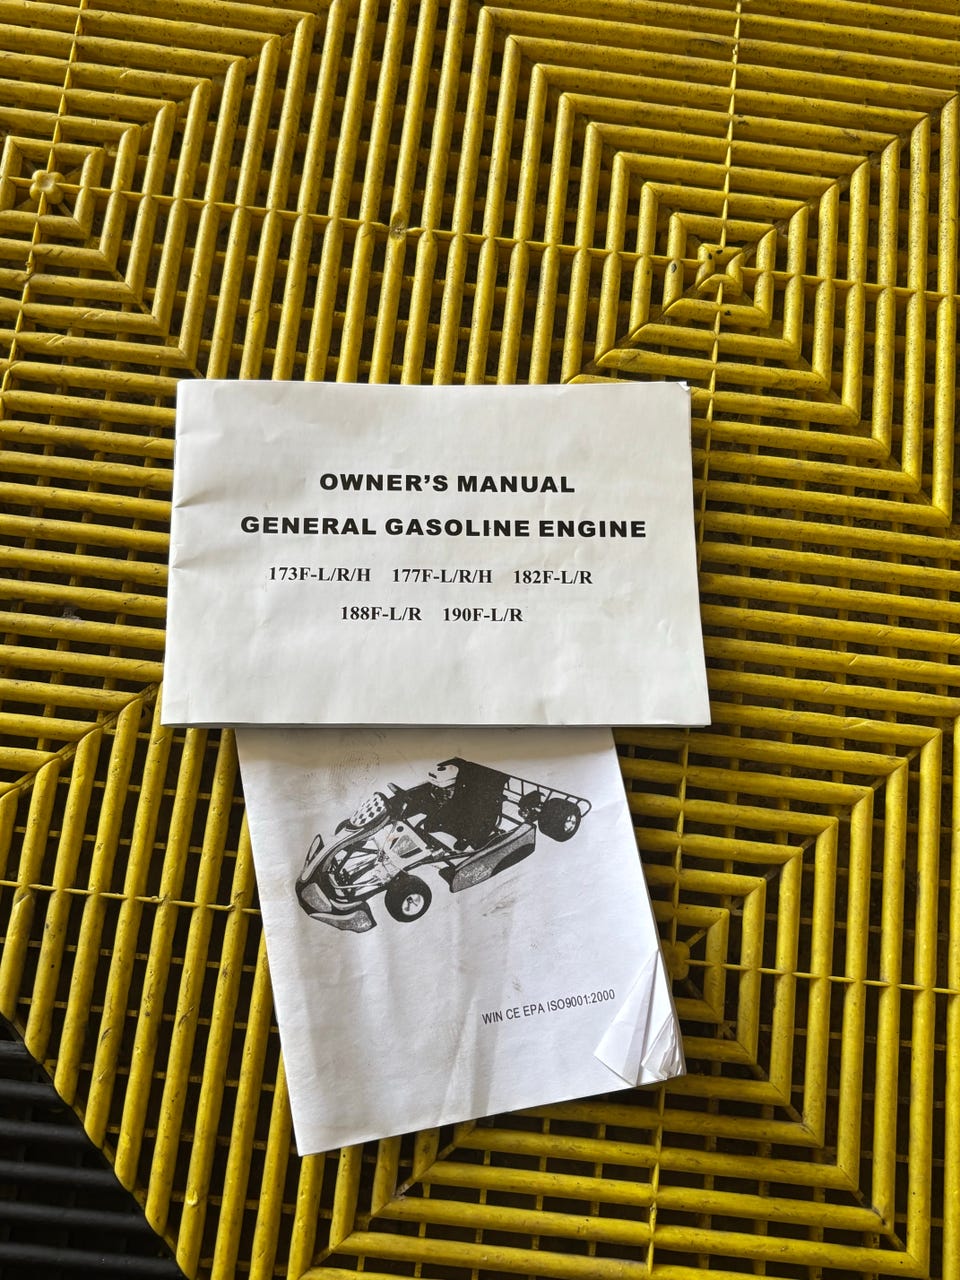 OWNER'S MANUAL
GENERAL GASOLINE ENGINE
173F-L/R/H 177F-L/R/H 182F-L/R
188F-L/R 190F-L/R
WIN CE EPA ISO9001:2000